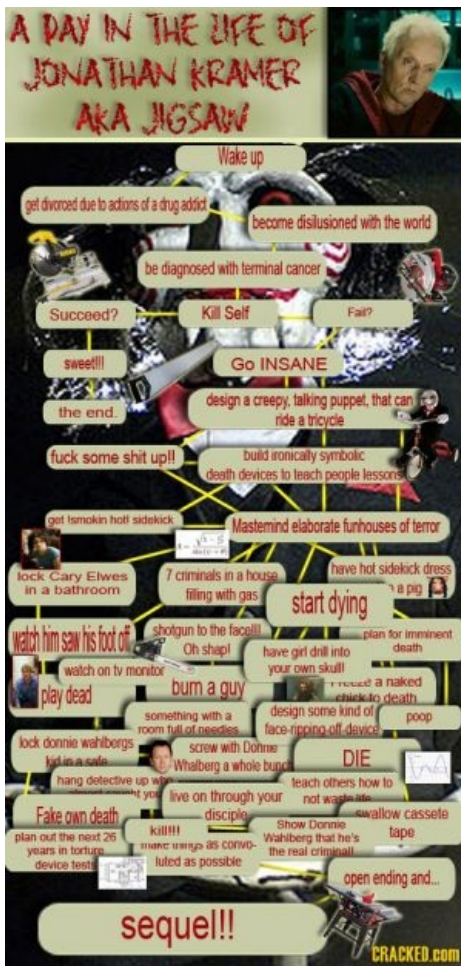 A DAY IN THE LIFE OF
JONATHAN KRAMER
AKA JIGSAW
Wake up
get divorced due to actions of a drug addict
become disilusioned with the world
be diagnosed with terminal cancer
Succeed?
Kill Self
Fail?
sweet!!!
Go INSANE
the end.
design a creepy, talking puppet, that can
ride a tricycle
fuck some shit up!!
build ironically symbolic
death devices to teach people lessons
get !smokin hot! sidekick
Mastermind elaborate funhouses of terror
lock Cary Elwes
in a bathroom
7 criminals in a house
filling with gas
have hot sidekick dress
a pig
start dying
watch him saw his foot off
shotgun to the face!!!
Oh shap!
plan for imminent
death
have girl drill into
your own skull!
watch on tv monitor
play dead
burn a guy
a naked
chick to death
something with a
room full of needles
design some kind of
face-ripping-off device
poop
lock donnie wahlbergs
kid in a safe
screw with Donnie
Whalberg a whole bunch
DIE
hang detective up who
almost caught you
live on through your
disciple
teach others how to
not waste life
Fake own death
swallow cassete
tape
kill!!!
Show Donnie
Wahlberg that he's
the real criminal!
plan out the next 26
years in torture
device tests
make things as convo-
luted as possible
open ending and...
sequel!!
CRACKED.COM